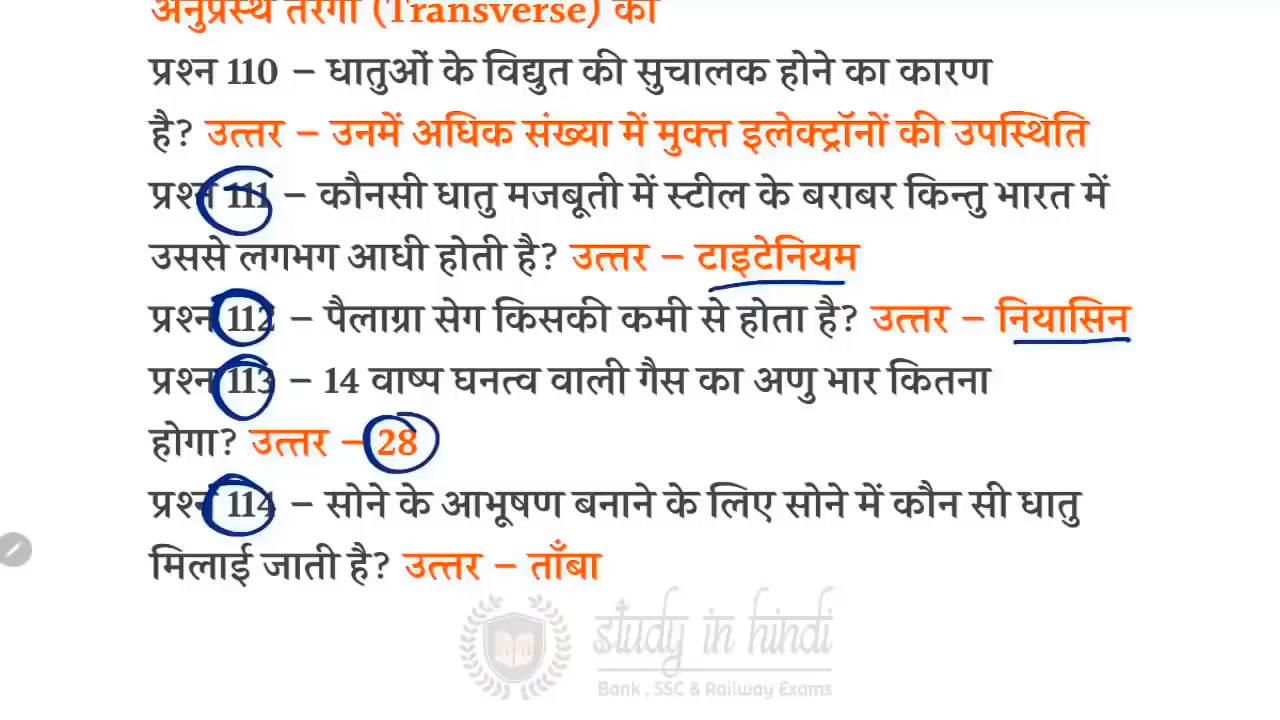 अनुप्रस्थ तरंगों (Transverse) का
प्रश्न 110 – धातुओं के विद्युत की सुचालक होने का कारण
है? उत्तर – उनमें अधिक संख्या में मुक्त इलेक्ट्रॉनों की उपस्थिति
प्रश्न 111 – कौनसी धातु मजबूती में स्टील के बराबर किन्तु भारत में
उससे लगभग आधी होती है? उत्तर – टाइटेनियम
प्रश्न 112 – पैलाग्रा सेग किसकी कमी से होता है? उत्तर – नियासिन
प्रश्न 113 – 14 वाष्प घनत्व वाली गैस का अणु भार कितना
होगा? उत्तर – 28
प्रश्न 114 – सोने के आभूषण बनाने के लिए सोने में कौन सी धातु
मिलाई जाती है? उत्तर – ताँबा
study in hindi
Bank , SSC & Railway Exams